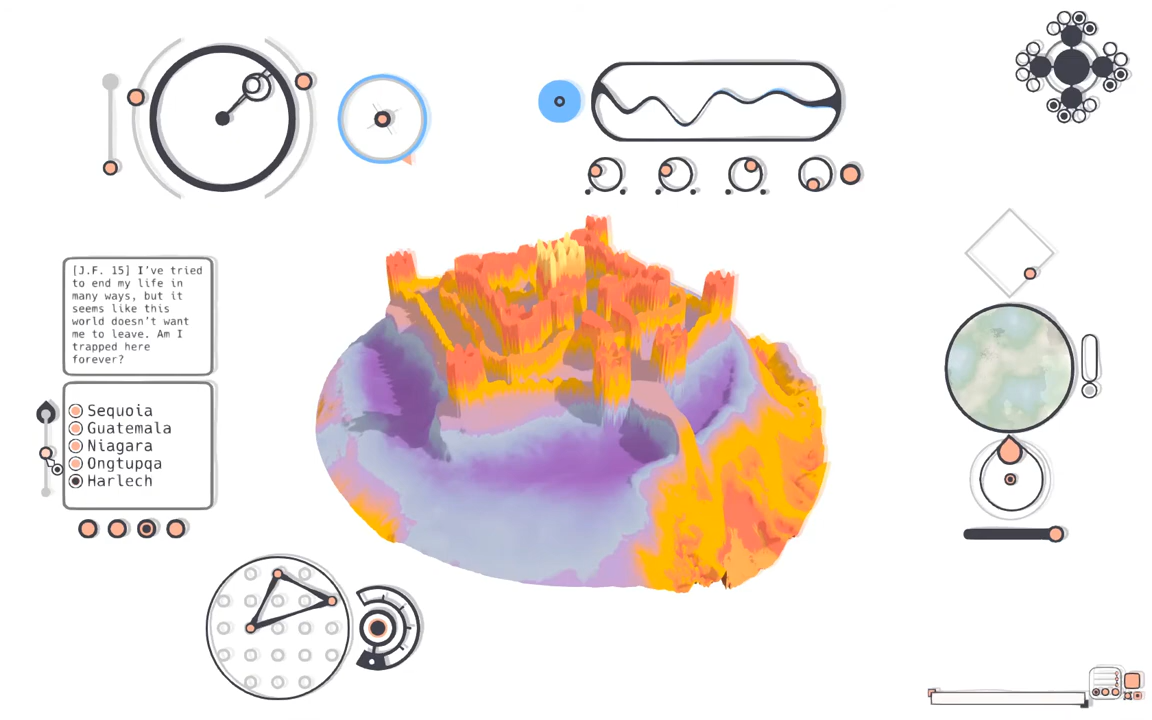 [J.F. 15] I've tried
to end my life in
many ways, but it
seems like this
world doesn't want
me to leave. Am I
trapped here
forever?
Sequoia
Guatemala
Niagara
Ongtupqa
Harlech